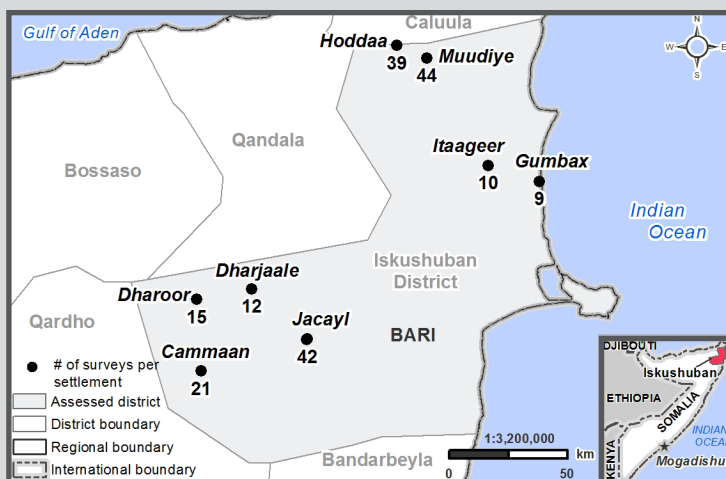 Caluula
Gulf of Aden
N
W
E
S
Hoddaa
39
Muudiye
44
Qandala
Itaageer
10
Gumbax
9
Bossaso
Indian
Ocean
Iskushuban
District
Dharjaale
12
Dharoor
15
Qardho
Jacayl
42
BARI
Cammaan
21
# of surveys per
settlement
Assessed district
District boundary
Regional boundary
International boundary
Bandarbeyla
1:3,200,000
km
0
50
DJIBOUTI
Iskushuban
ETHIOPIA
SOMALIA
INDIAN
OCEA
KENYA
Mogadishu